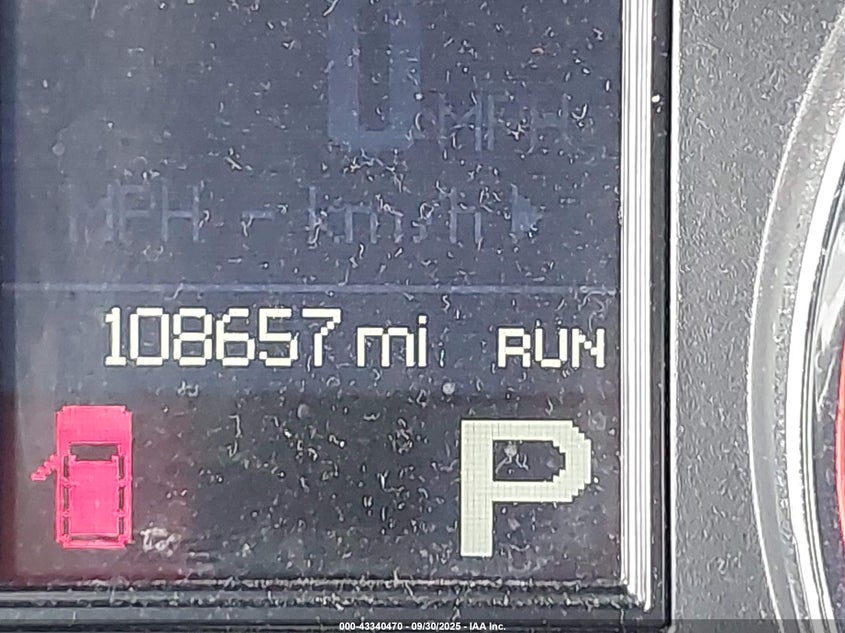 0 MPH
MPH - km/h
108657 mi RUN
P
000-43340470 - 09/30/2025 - IAA Inc.